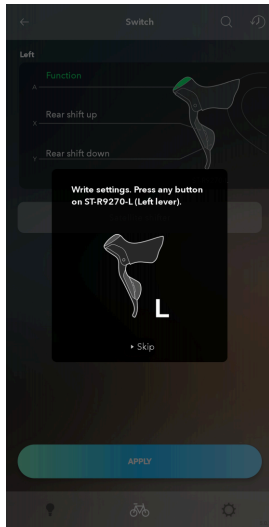 Switch
Left
Function
A
Rear shift up
X
Rear shift down
Y
Write settings. Press any button
on ST-R9270-L (Left lever).
L
Skip
APPLY